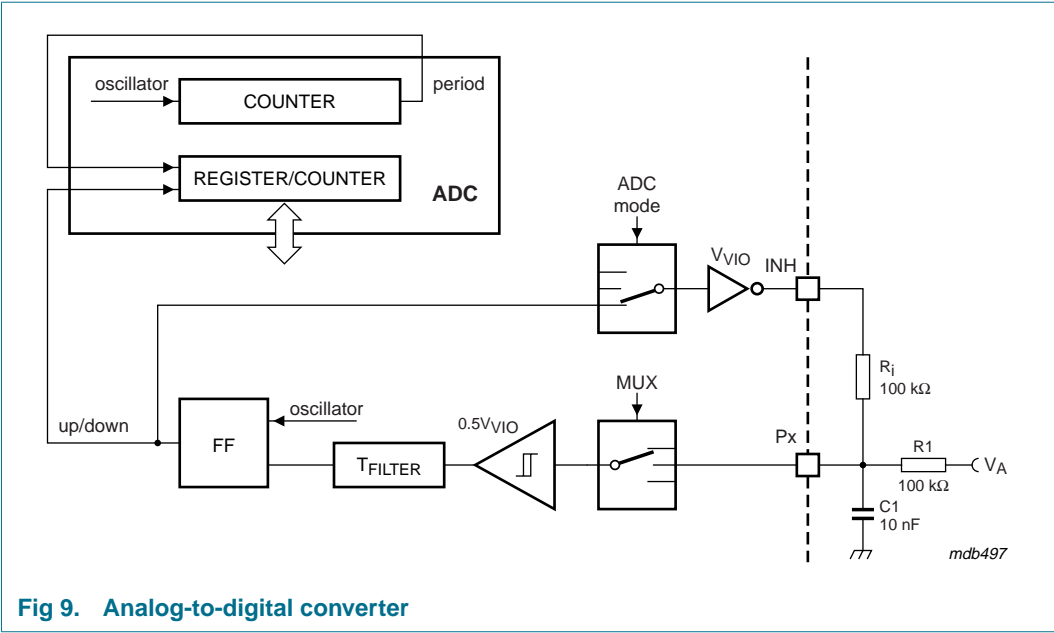 oscillator
COUNTER
period
REGISTER/COUNTER
ADC
ADC
mode
VVIO
INH
Ri
100 kΩ
MUX
up/down
oscillator
0.5VVIO
FF
TFILTER
Px
R1
100 kΩ
VA
C1
10 nF
mdb497
Fig 9. Analog-to-digital converter